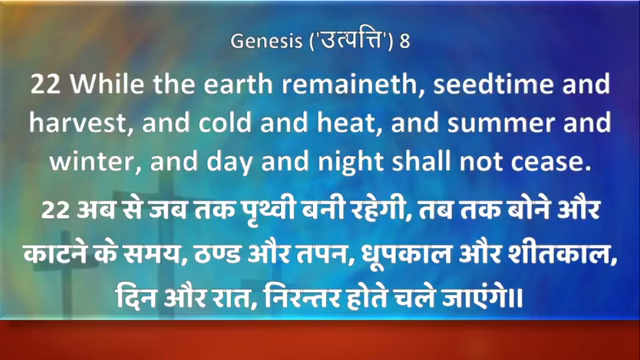 Genesis ('उत्पत्ति') 8
22 While the earth remaineth, seedtime and
harvest, and cold and heat, and summer and
winter, and day and night shall not cease.
22 अब से जब तक पृथ्वी बनी रहेगी, तब तक बोने और
काटने के समय, ठण्ड और तपन, धूपकाल और शीतकाल,
दिन और रात, निरन्तर होते चले जाएंगे॥